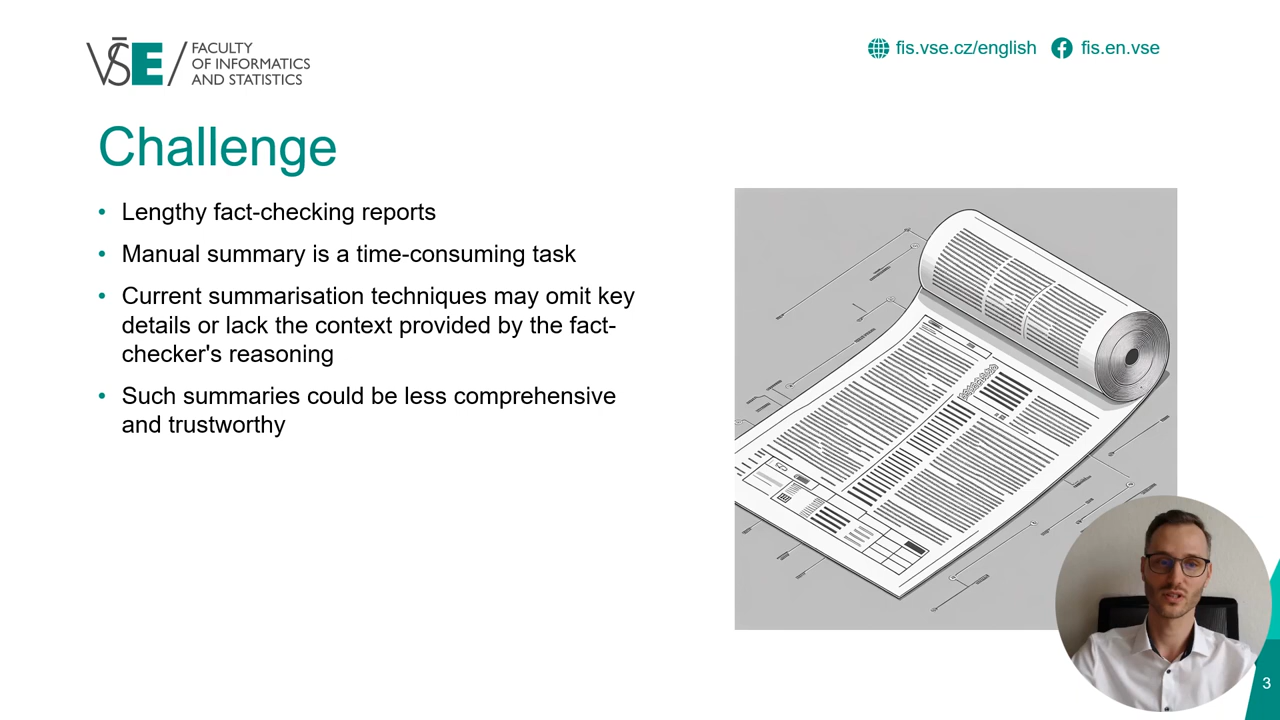 VŠE
FACULTY
OF INFORMATICS
AND STATISTICS
fis.vse.cz/english
fis.en.vse
Challenge
• Lengthy fact-checking reports
• Manual summary is a time-consuming task
• Current summarisation techniques may omit key
details or lack the context provided by the fact-
checker's reasoning
• Such summaries could be less comprehensive
and trustworthy
3